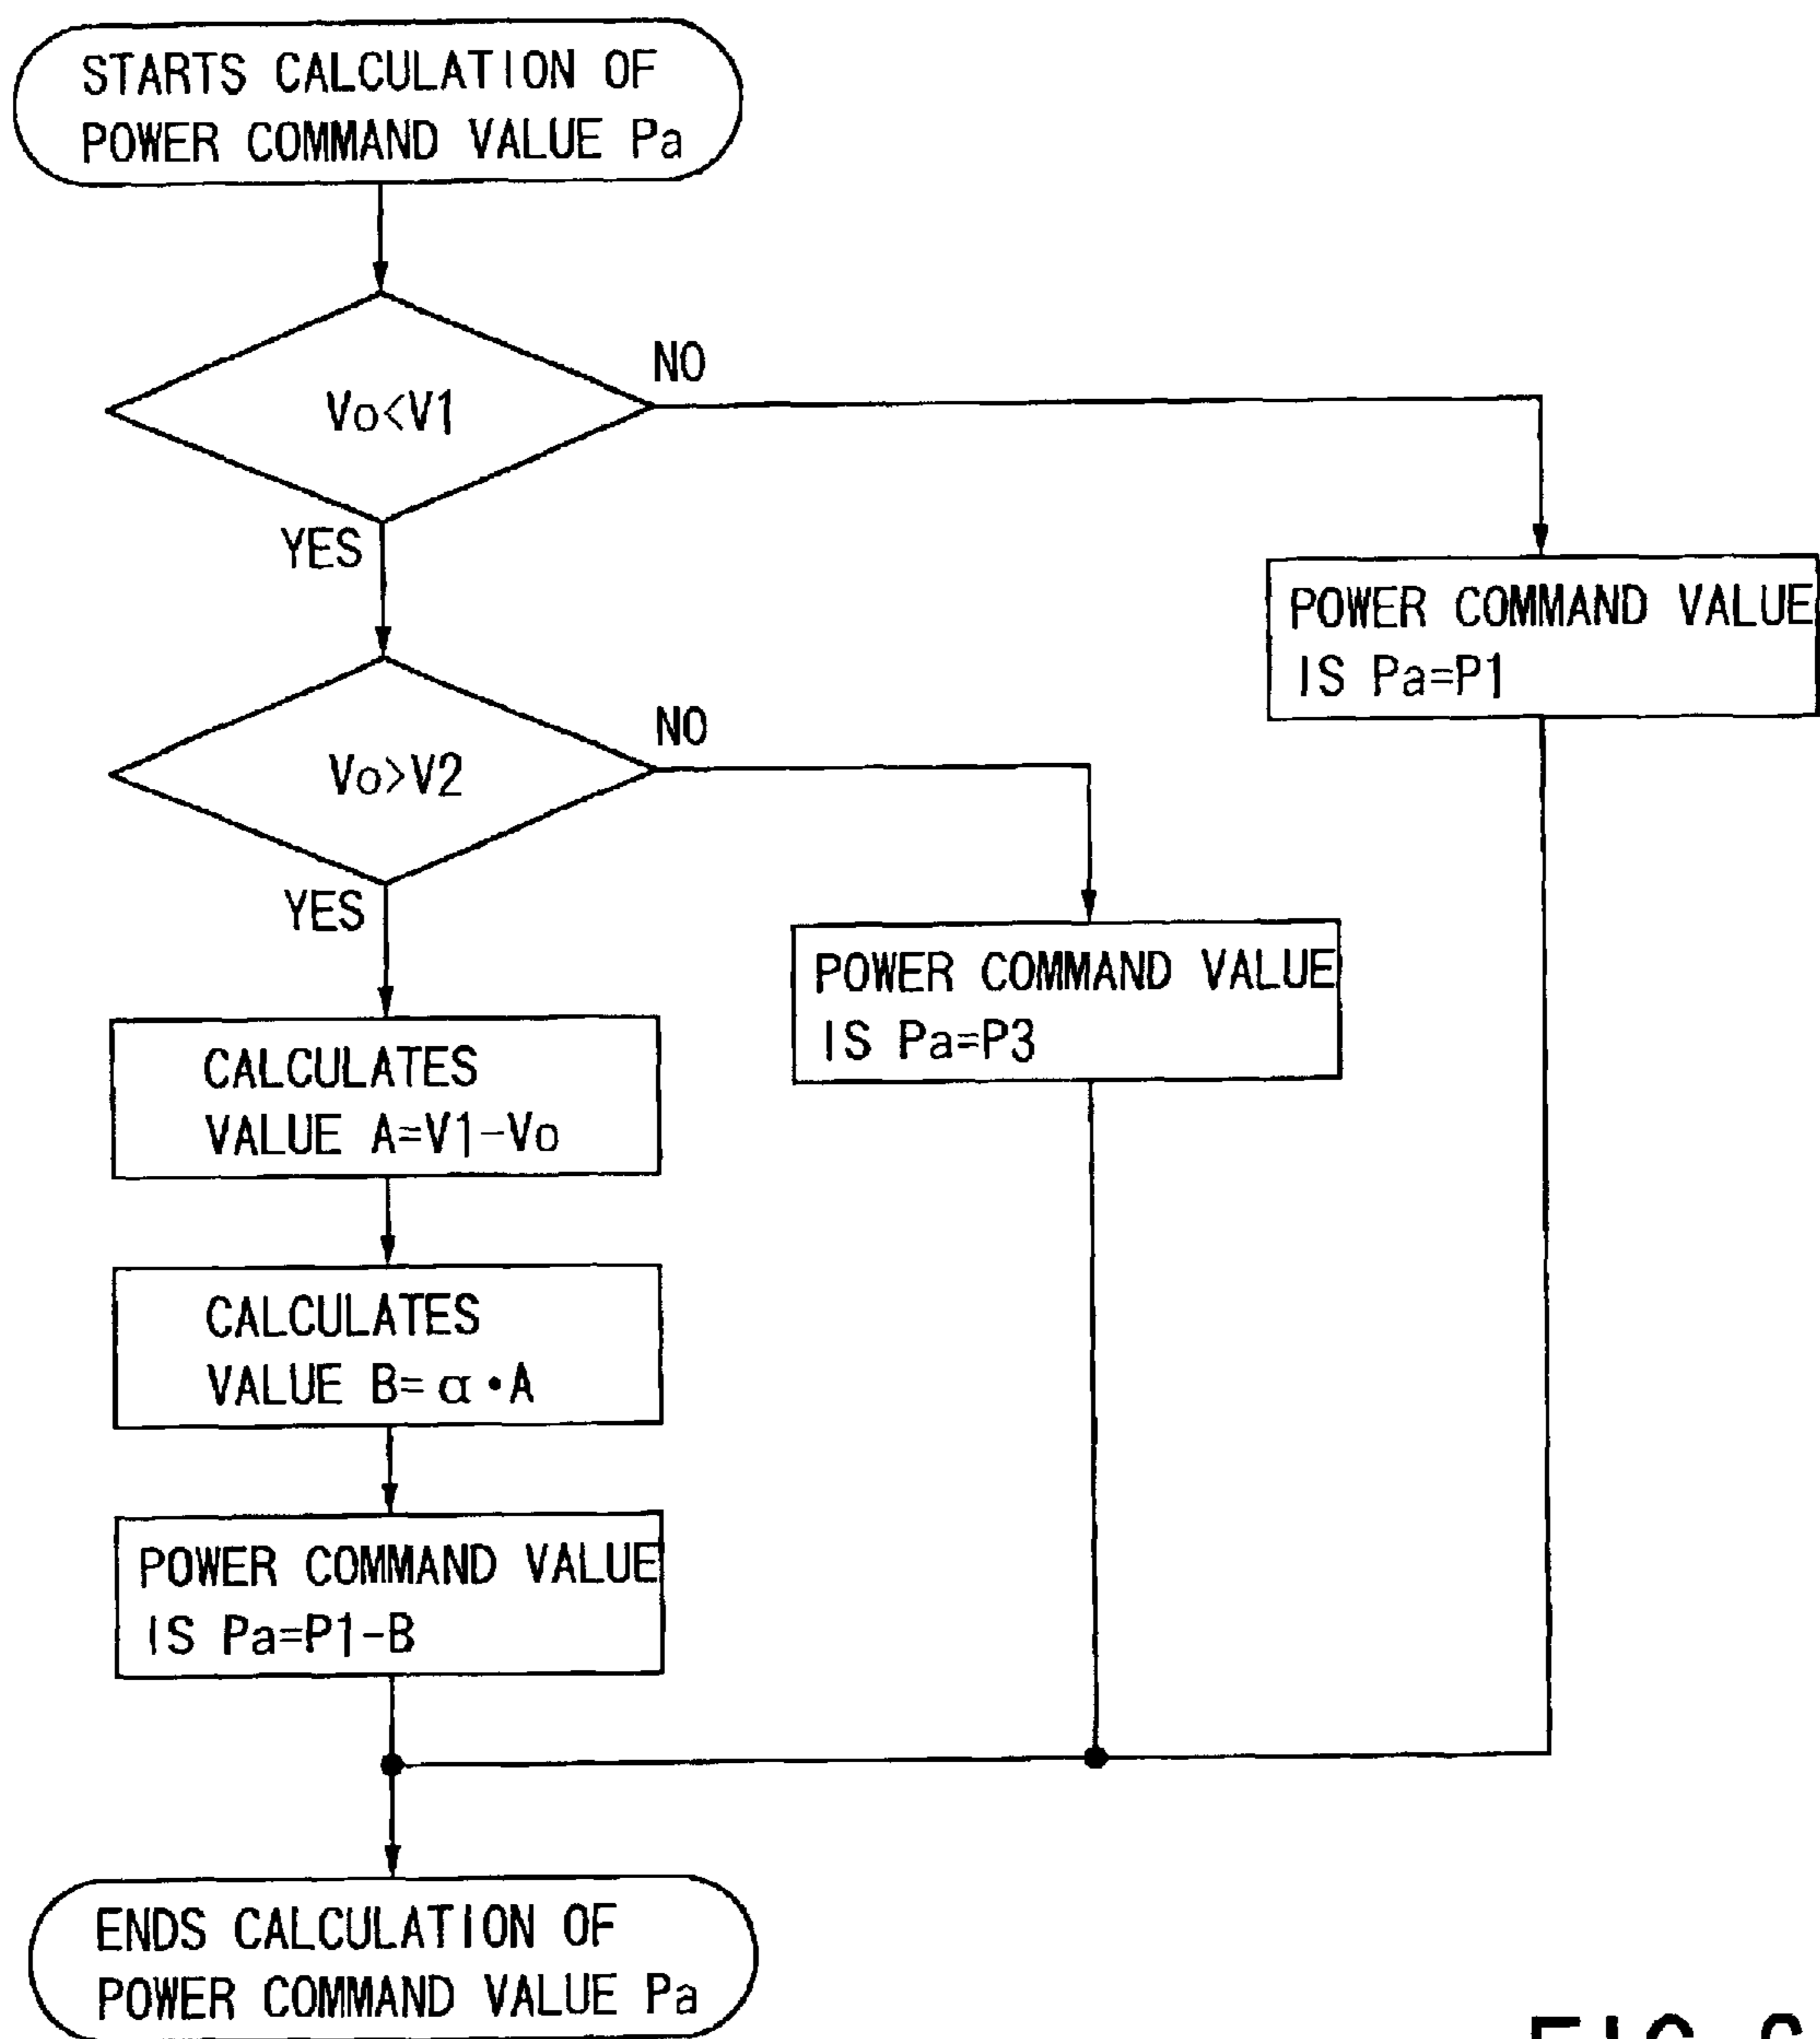 STARTS CALCULATION OF
POWER COMMAND VALUE Pa
Vo<V1
NO
YES
POWER COMMAND VALUE
IS Pa=P1
Vo>V2
NO
YES
POWER COMMAND VALUE
IS Pa=P3
CALCULATES
VALUE A=V1-Vo
CALCULATES
VALUE B=α・A
POWER COMMAND VALUE
IS Pa=P1-B
ENDS CALCULATION OF
POWER COMMAND VALUE Pa